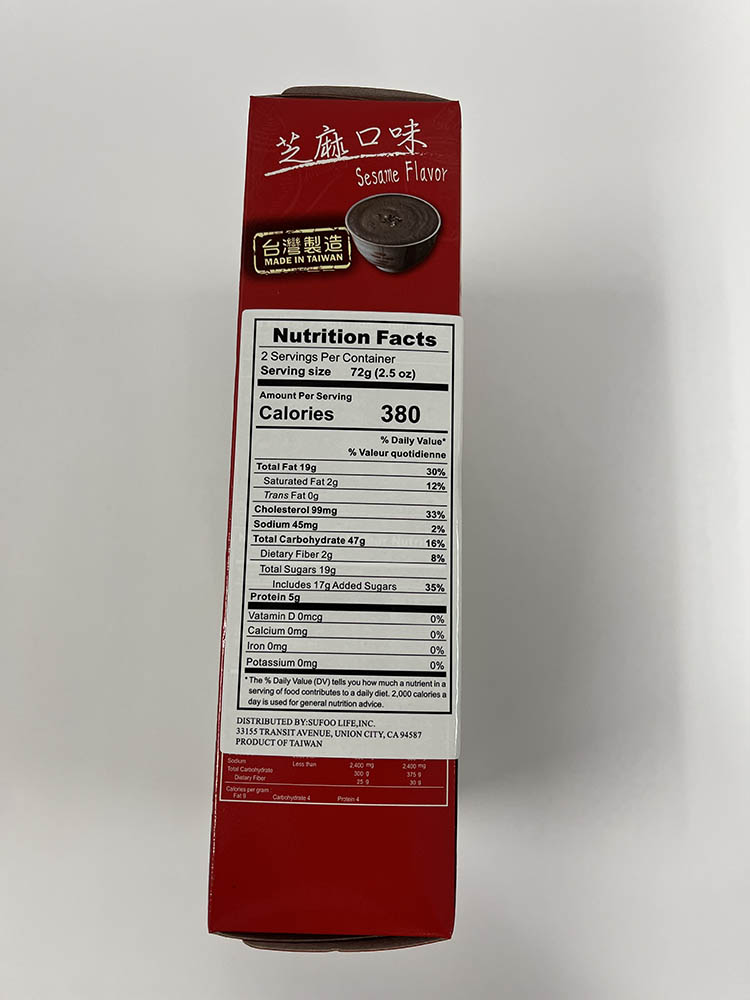 芝麻口味
Sesame Flavor
台灣製造
MADE IN TAIWAN
Nutrition Facts
2 Servings Per Container
Serving size 72g (2.5 oz)
Amount Per Serving
Calories 380
% Daily Value*
% Valeur quotidienne
Total Fat 19g 30%
Saturated Fat 2g 12%
Trans Fat 0g
Cholesterol 99mg 33%
Sodium 45mg 2%
Total Carbohydrate 47g 16%
Dietary Fiber 2g 8%
Total Sugars 19g
Includes 17g Added Sugars 35%
Protein 5g
Vatamin D 0mcg 0%
Calcium 0mg 0%
Iron 0mg 0%
Potassium 0mg 0%
* The % Daily Value (DV) tells you how much a nutrient in a
serving of food contributes to a daily diet. 2,000 calories a
day is used for general nutrition advice.
DISTRIBUTED BY:SUFOO LIFE,INC.
33155 TRANSIT AVENUE, UNION CITY, CA 94587
PRODUCT OF TAIWAN
Sodium Less than 2,400 mg 2,400 mg
Total Carbohydrate 300 g 375 g
Dietary Fiber 25 g 30 g
Calories per gram
Fat 9 Carbohydrate 4 Protein 4